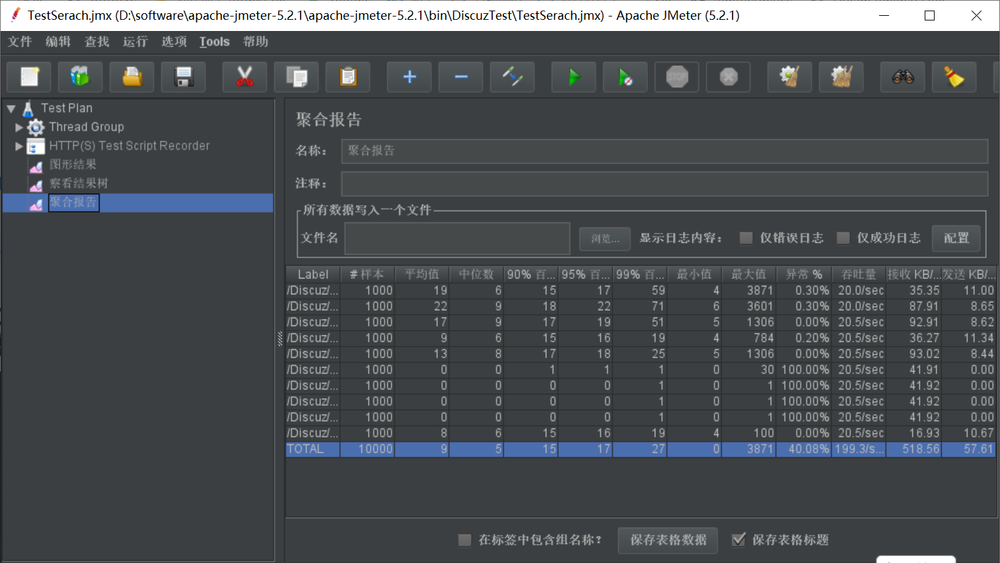 TestSerach.jmx (D:\software\apache-jmeter-5.2.1\apache-jmeter-5.2.1\bin\DiscuzTest\TestSerach.jmx) - Apache JMeter (5.2.1)
文件 编辑 查找 运行 选项 Tools 帮助
STOP
Test Plan
Thread Group
HTTP(S) Test Script Recorder
图形结果
察看结果树
聚合报告
聚合报告
名称: 聚合报告
注释:
所有数据写入一个文件
文件名 浏览... 显示日志内容: 仅错误日志 仅成功日志 配置
Label # 样本 平均值 中位数 90% 百... 95% 百... 99% 百... 最小值 最大值 异常 % 吞吐量 接收 KB/... 发送 KB/...
/Discuz/... 1000 19 6 15 17 59 4 3871 0.30% 20.0/sec 35.35 11.00
/Discuz/... 1000 22 9 18 22 71 6 3601 0.30% 20.0/sec 87.91 8.65
/Discuz/... 1000 17 9 17 19 51 5 1306 0.00% 20.5/sec 92.91 8.62
/Discuz/... 1000 9 6 15 16 19 4 784 0.20% 20.5/sec 36.27 11.34
/Discuz/... 1000 13 8 17 18 25 5 1306 0.00% 20.5/sec 93.02 8.44
/Discuz/... 1000 0 0 1 1 1 0 30 100.00% 20.5/sec 41.91 0.00
/Discuz/... 1000 0 0 0 0 1 0 1 100.00% 20.5/sec 41.92 0.00
/Discuz/... 1000 0 0 0 0 1 0 1 100.00% 20.5/sec 41.92 0.00
/Discuz/... 1000 0 0 0 0 1 0 1 100.00% 20.5/sec 41.92 0.00
/Discuz/... 1000 8 6 15 16 19 4 100 0.00% 20.5/sec 16.93 10.67
TOTAL 10000 9 5 15 17 27 0 3871 40.08% 199.3/s... 518.56 57.61
在标签中包含组名称? 保存表格数据 保存表格标题